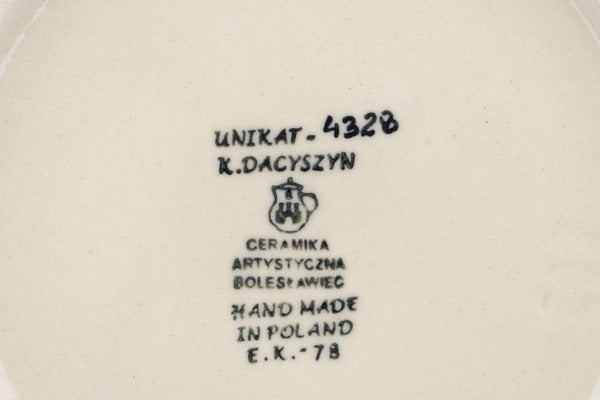 UNIKAT - 4328
K. DACYSZYN
CERAMIKA
ARTYSTYCZNA
BOLESŁAWIEC
HAND MADE
IN POLAND
E.K.-78